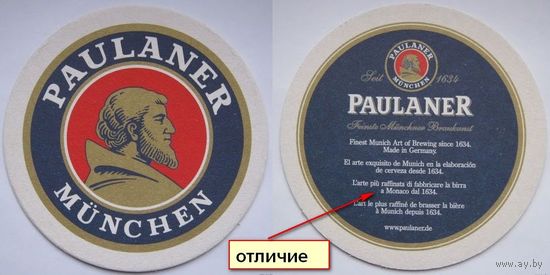 PAULANER
MÜNCHEN
PAULANER
MÜNCHEN
Seit 1634
PAULANER
Feinste Münchner Braukunst
Finest Munich Art of Brewing since 1634.
Made in Germany.
El arte exquisito de Munich en la elaboración
de cerveza desde 1634.
L'arte più raffinata di fabbricare la birra
a Monaco dal 1634.
L'art le plus raffiné de brasser la bière
à Munich depuis 1634.
www.paulaner.de
отличие
www.ay.by